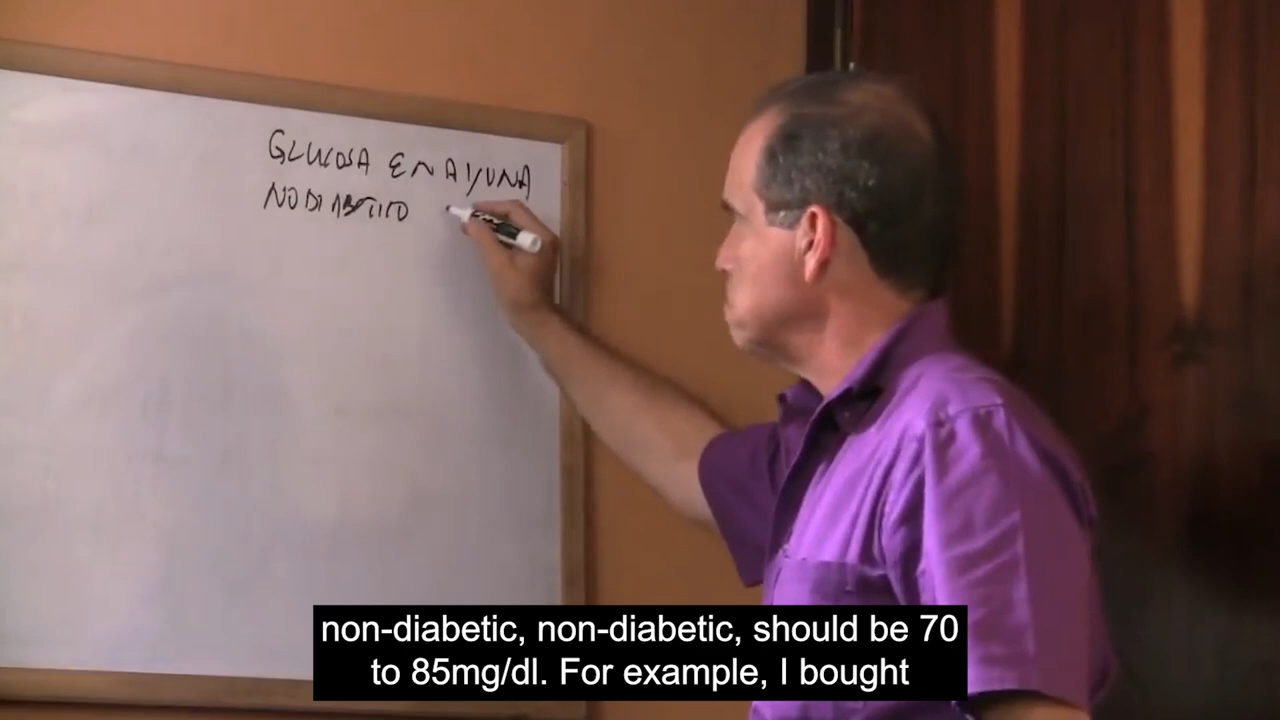 GLUCOSA EN AYUNA
NO DIABETICO
non-diabetic, non-diabetic, should be 70
to 85mg/dl. For example, I bought